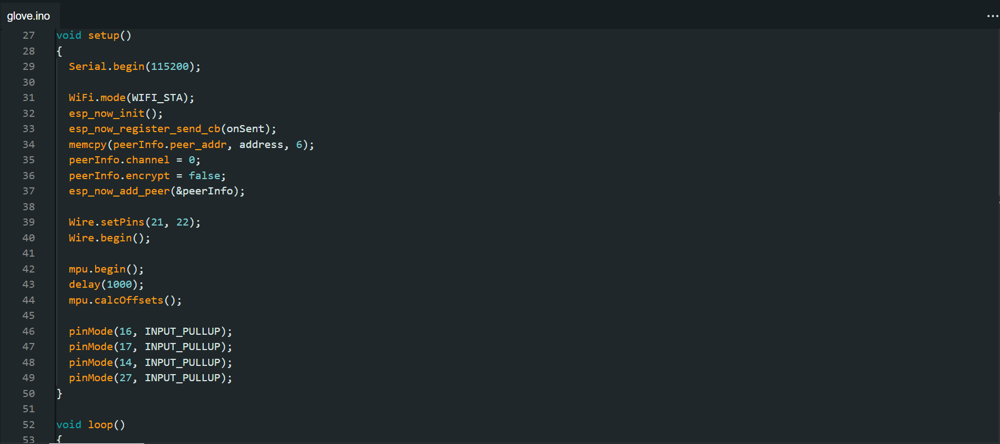 glove.ino
27 void setup()
28 {
29 Serial.begin(115200);
30
31 WiFi.mode(WIFI_STA);
32 esp_now_init();
33 esp_now_register_send_cb(onSent);
34 memcpy(peerInfo.peer_addr, address, 6);
35 peerInfo.channel = 0;
36 peerInfo.encrypt = false;
37 esp_now_add_peer(&peerInfo);
38
39 Wire.setPins(21, 22);
40 Wire.begin();
41
42 mpu.begin();
43 delay(1000);
44 mpu.calcOffsets();
45
46 pinMode(16, INPUT_PULLUP);
47 pinMode(17, INPUT_PULLUP);
48 pinMode(14, INPUT_PULLUP);
49 pinMode(27, INPUT_PULLUP);
50 }
51
52 void loop()
53 {